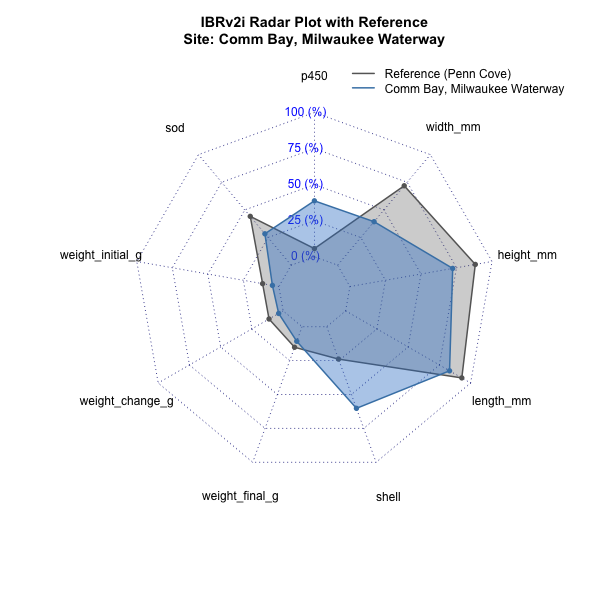 IBRv2i Radar Plot with Reference
Site: Comm Bay, Milwaukee Waterway
p450
Reference (Penn Cove)
Comm Bay, Milwaukee Waterway
100 (%)
sod
width_mm
75 (%)
50 (%)
25 (%)
weight_initial_g
0 (%)
height_mm
weight_change_g
length_mm
weight_final_g
shell